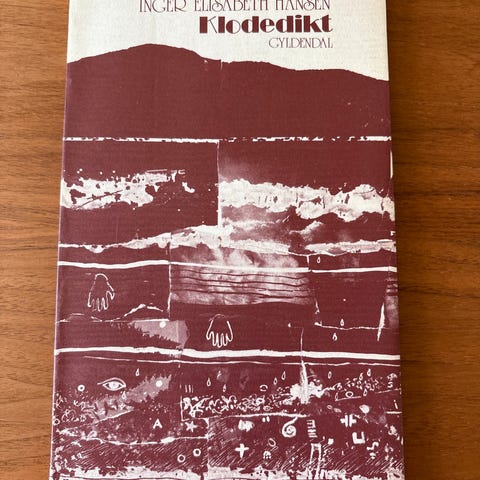 INGER ELISABETH HANSEN
Klodedikt
GYLDENDAL
A